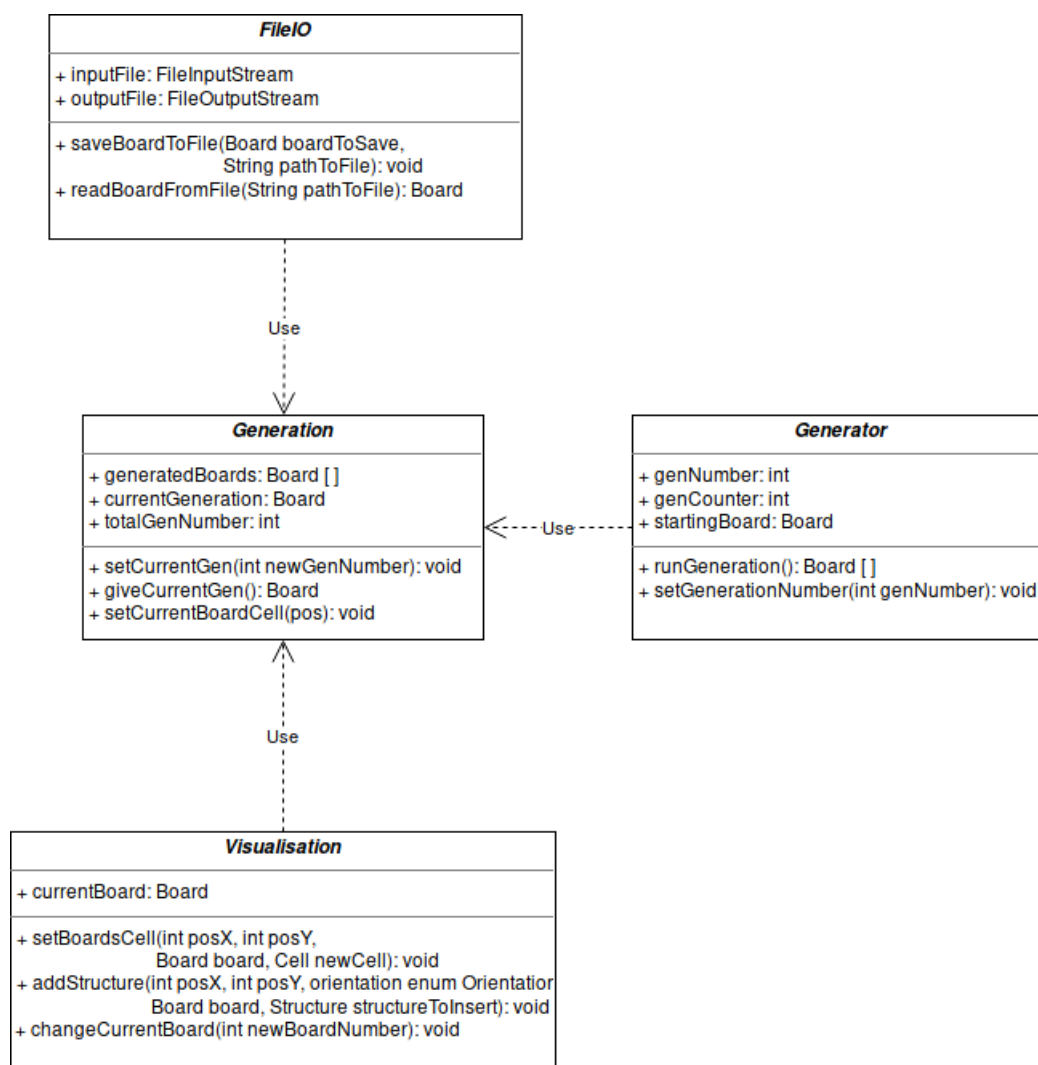 FileIO
+ inputFile: FileInputStream
+ outputFile: FileOutputStream
+ saveBoardToFile(Board boardToSave,
String pathToFile): void
+ readBoardFromFile(String pathToFile): Board
Use
Generation
+ generatedBoards: Board [ ]
+ currentGeneration: Board
+ totalGenNumber: int
+ setCurrentGen(int newGenNumber): void
+ giveCurrentGen(): Board
+ setCurrentBoardCell(pos): void
Use
Generator
+ genNumber: int
+ genCounter: int
+ startingBoard: Board
+ runGeneration(): Board [ ]
+ setGenerationNumber(int genNumber): void
Use
Visualisation
+ currentBoard: Board
+ setBoardsCell(int posX, int posY,
Board board, Cell newCell): void
+ addStructure(int posX, int posY, orientation enum Orientation
Board board, Structure structureToInsert): void
+ changeCurrentBoard(int newBoardNumber): void